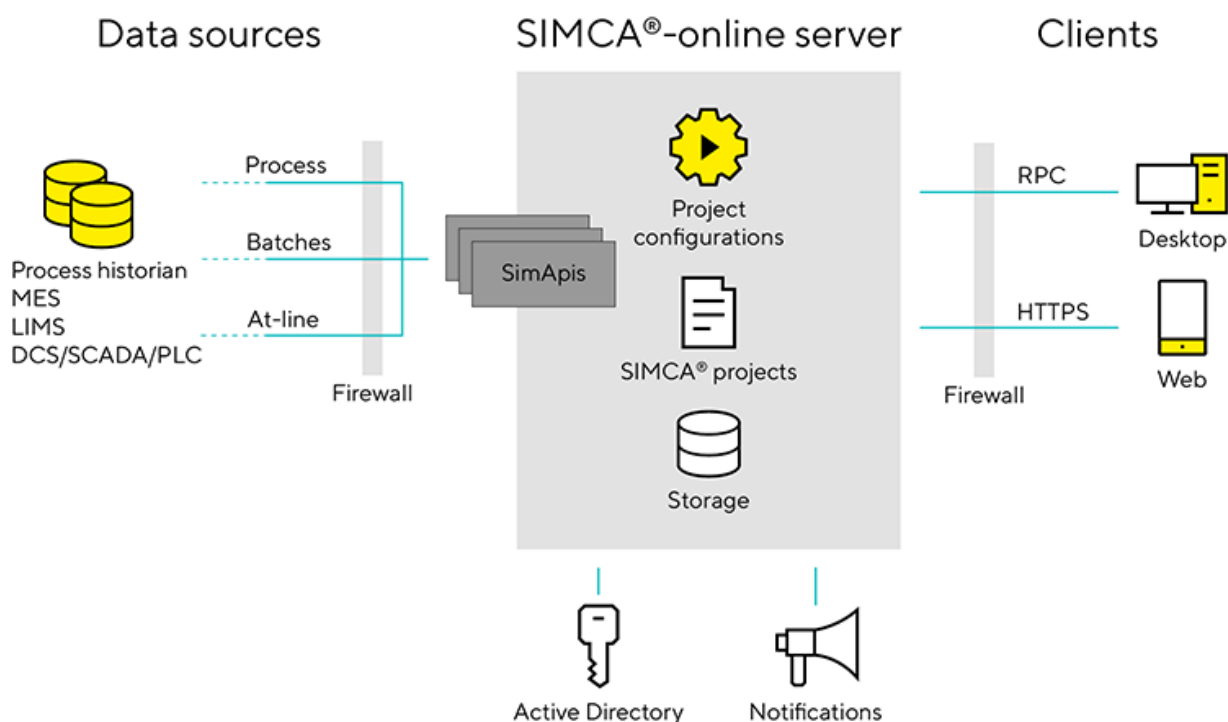 Data sources
SIMCA®-online server
Clients
Process
Batches
At-line
Process historian
MES
LIMS
DCS/SCADA/PLC
Firewall
SimApis
Project
configurations
SIMCA® projects
Storage
RPC
HTTPS
Firewall
Desktop
Web
Active Directory
Notifications